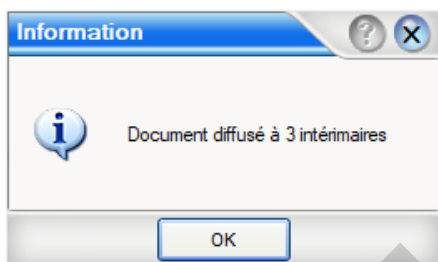 Information
Document diffusé à 3 intérimaires
OK